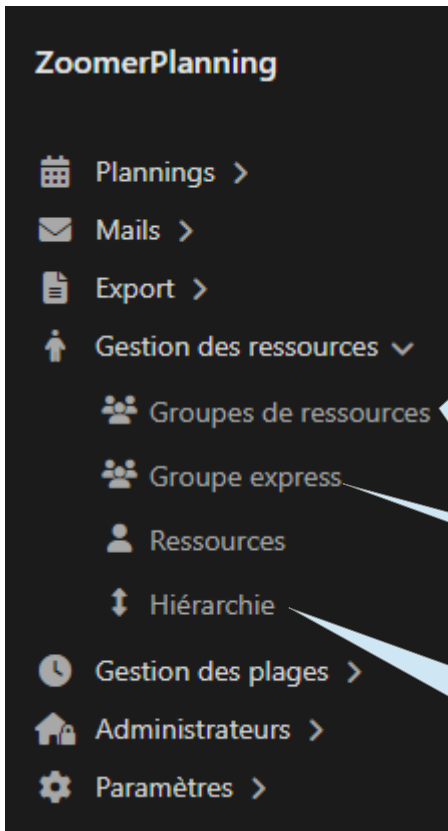 ZoomerPlanning
Plannings
Mails
Export
Gestion des ressources
Groupes de ressources
Groupe express
Ressources
Hiérarchie
Gestion des plages
Administrateurs
Paramètres